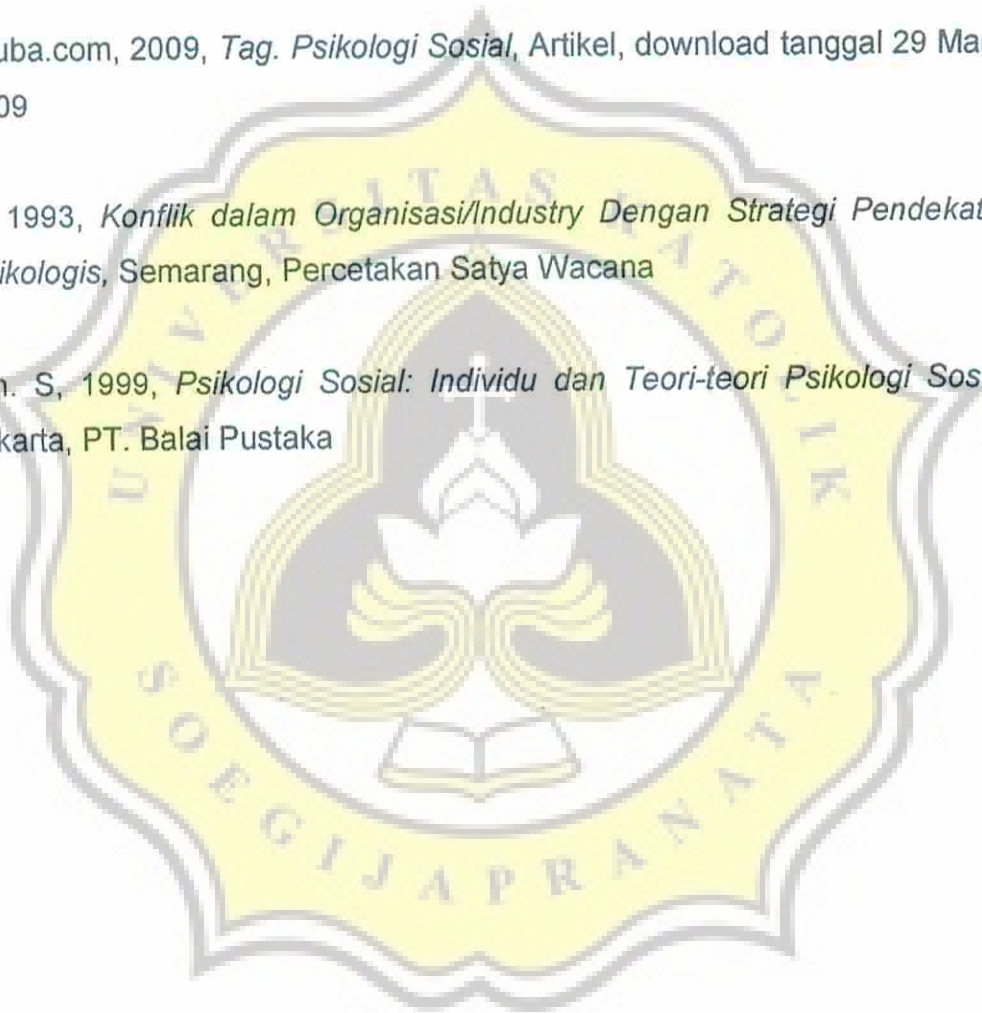 uba.com, 2009, Tag. Psikologi Sosial, Artikel, download tanggal 29 Ma
09
1993, Konflik dalam Organisasi/Industry Dengan Strategi Pendekat
ikologis, Semarang, Percetakan Satya Wacana
. S, 1999, Psikologi Sosial: Individu dan Teori-teori Psikologi Sos
karta, PT. Balai Pustaka
UNIVERSITAS KATOLIK
SOEGIJAPRANATA